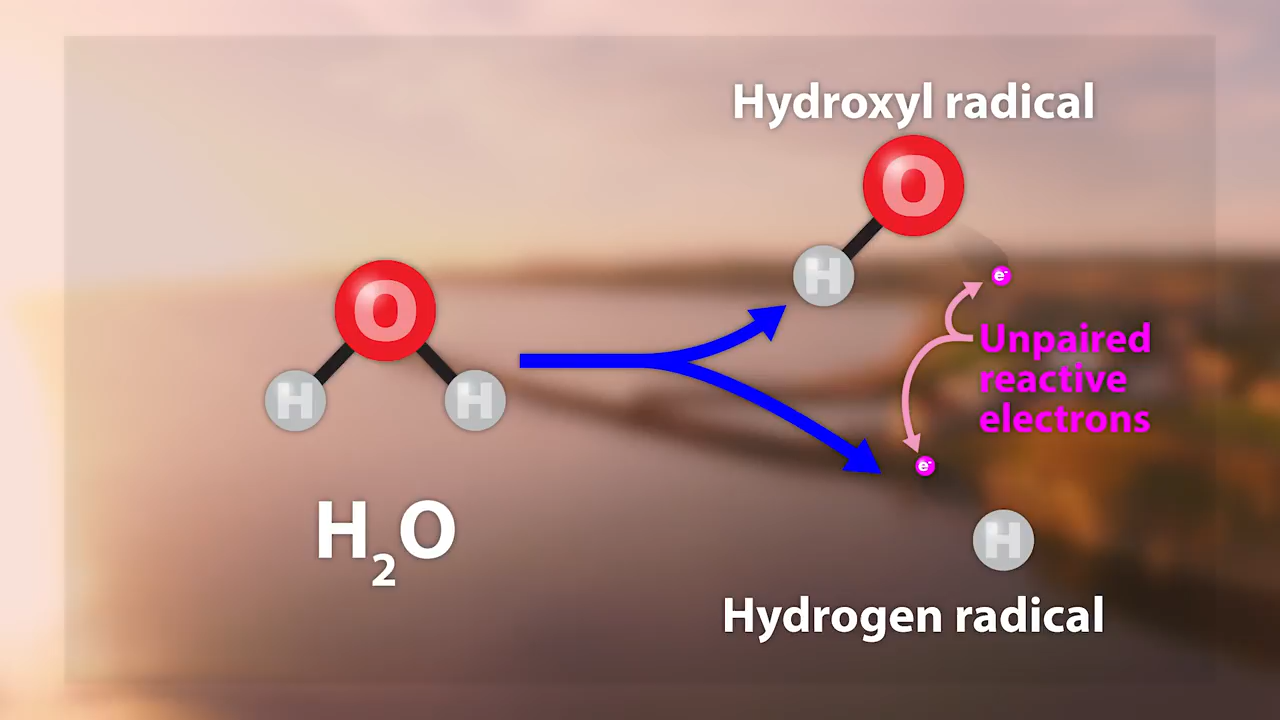 Hydroxyl radical
O
H
e-
O
H H
Unpaired
reactive
electrons
e-
H
H2O
Hydrogen radical